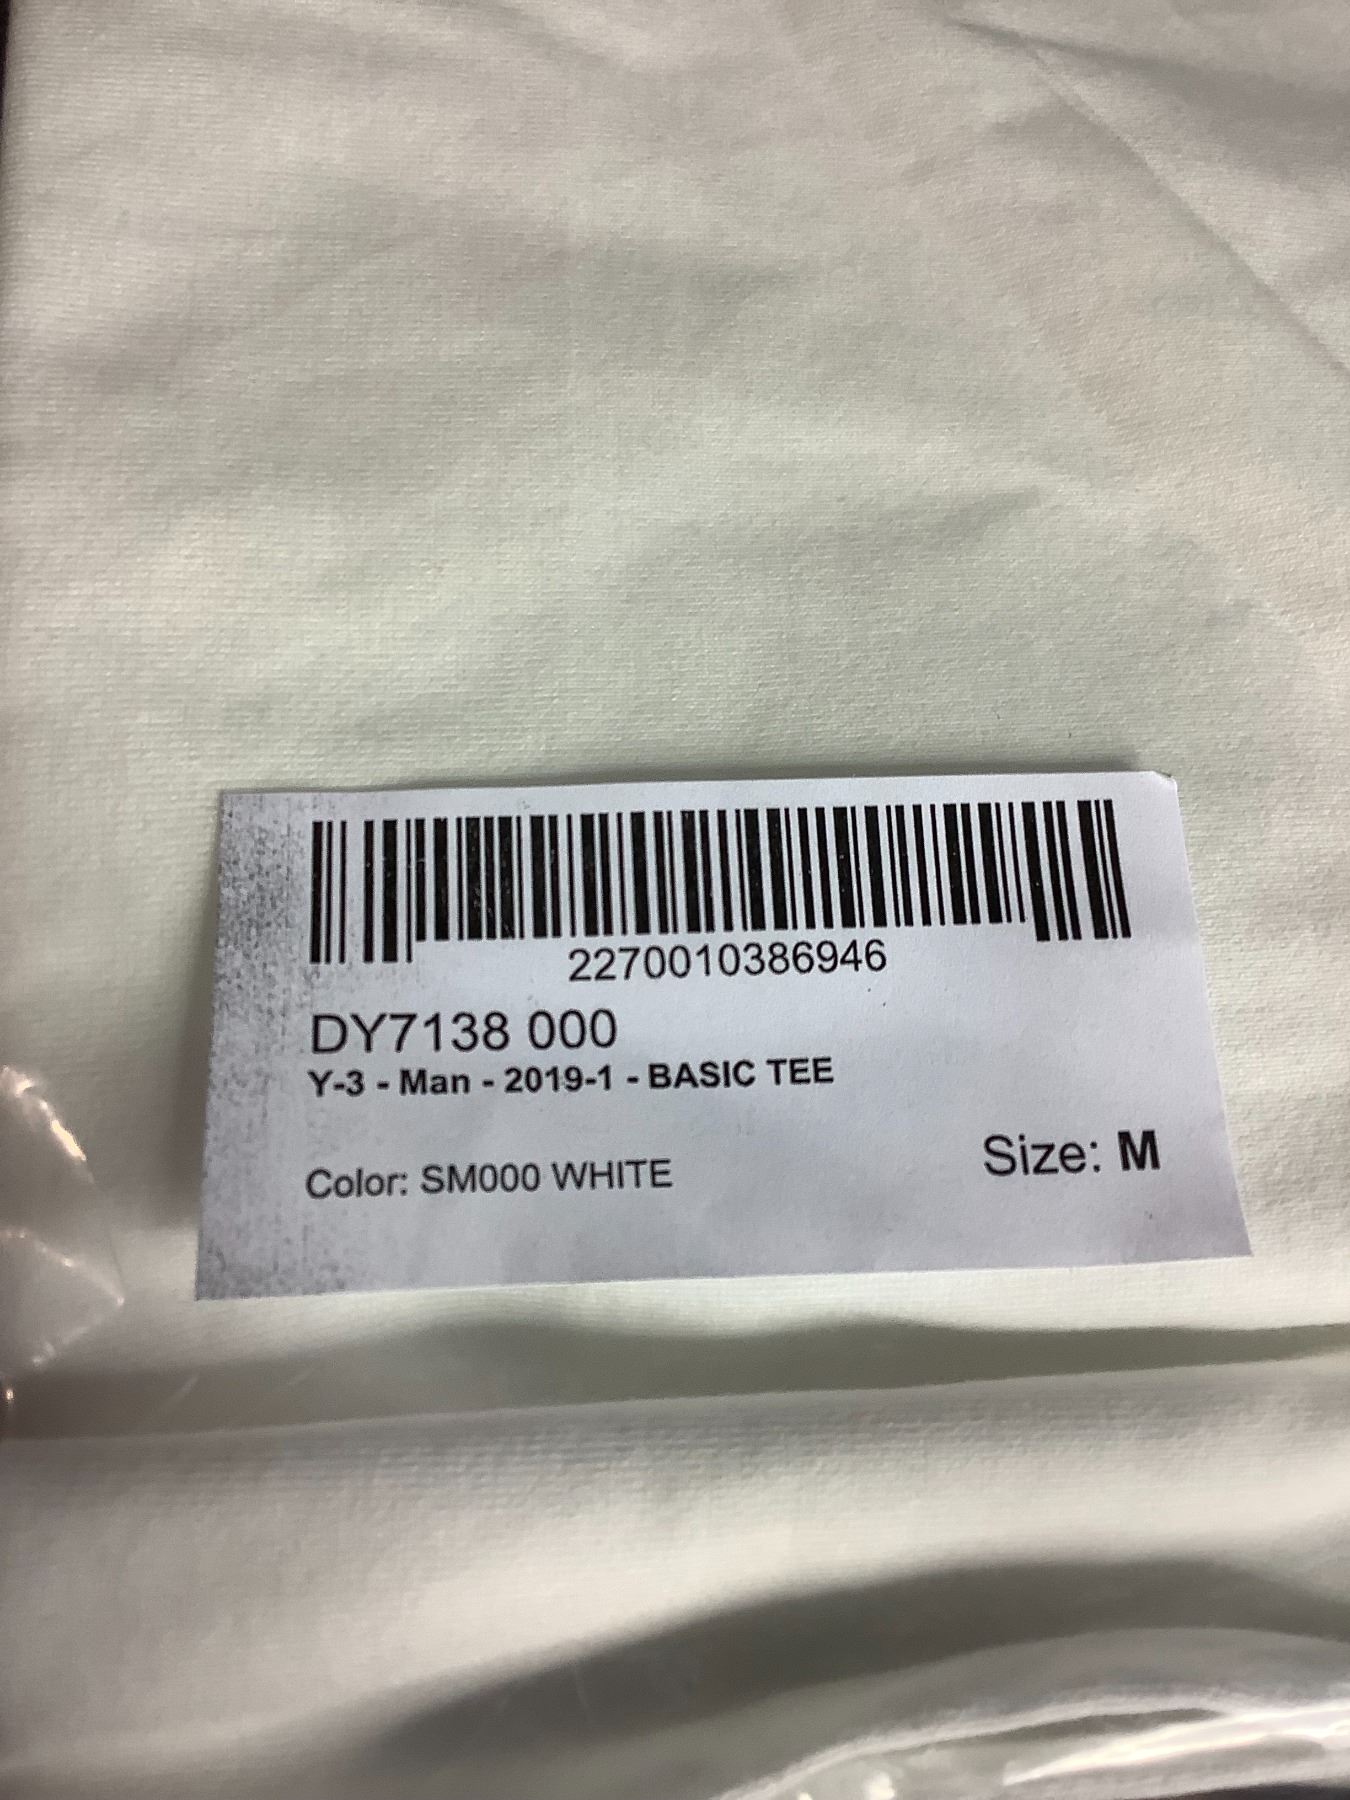 2270010386946
DY7138 000
Y-3 - Man - 2019-1 - BASIC TEE
Color: SM000 WHITE
Size: M